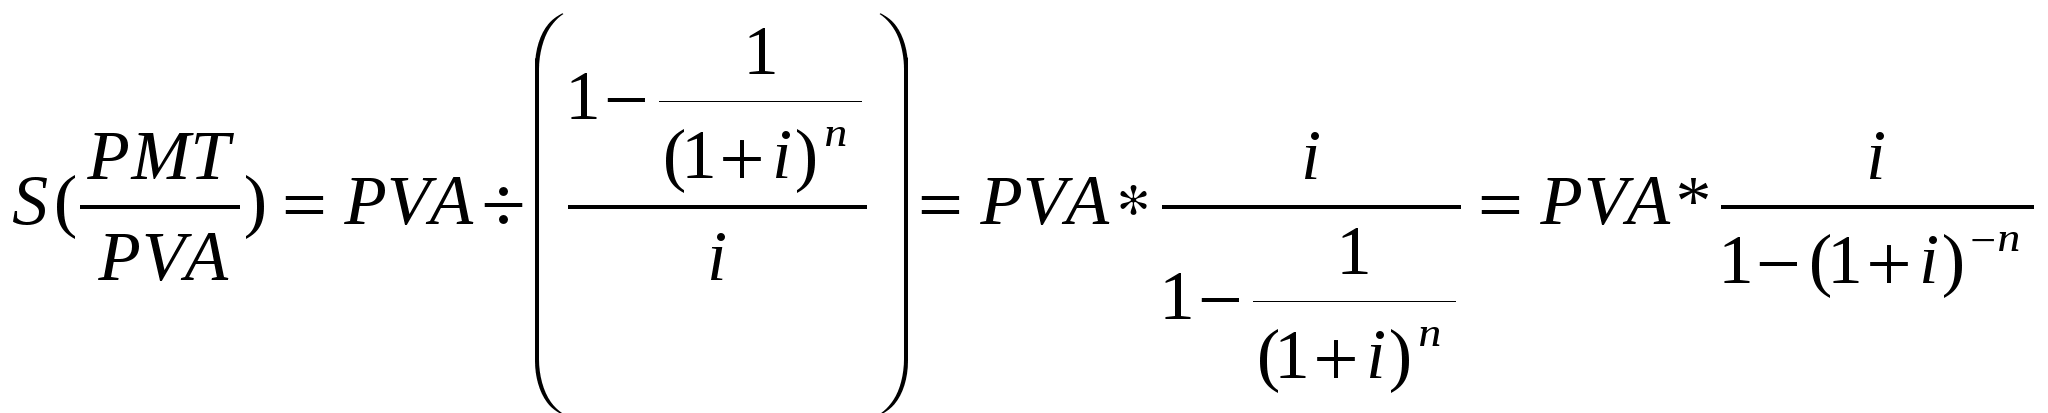 S(PMT/PVA) = PVA ÷ ((1 − 1/(1+i)^n)/i) = PVA * i/(1 − 1/(1+i)^n) = PVA * i/(1 − (1+i)^−n)